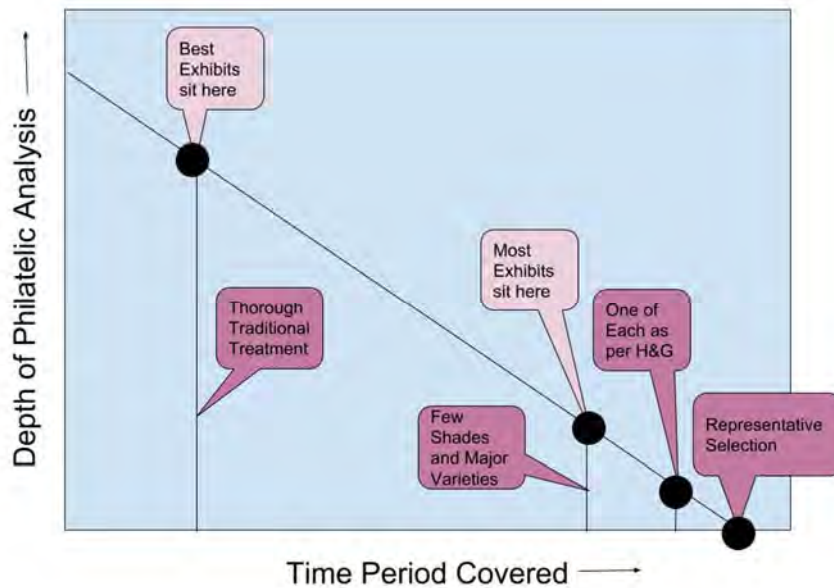 Depth of Philatelic Analysis
Best
Exhibits
sit here
Thorough
Traditional
Treatment
Most
Exhibits
sit here
One of
Each as
per H&G
Few
Shades
and Major
Varieties
Representative
Selection
Time Period Covered